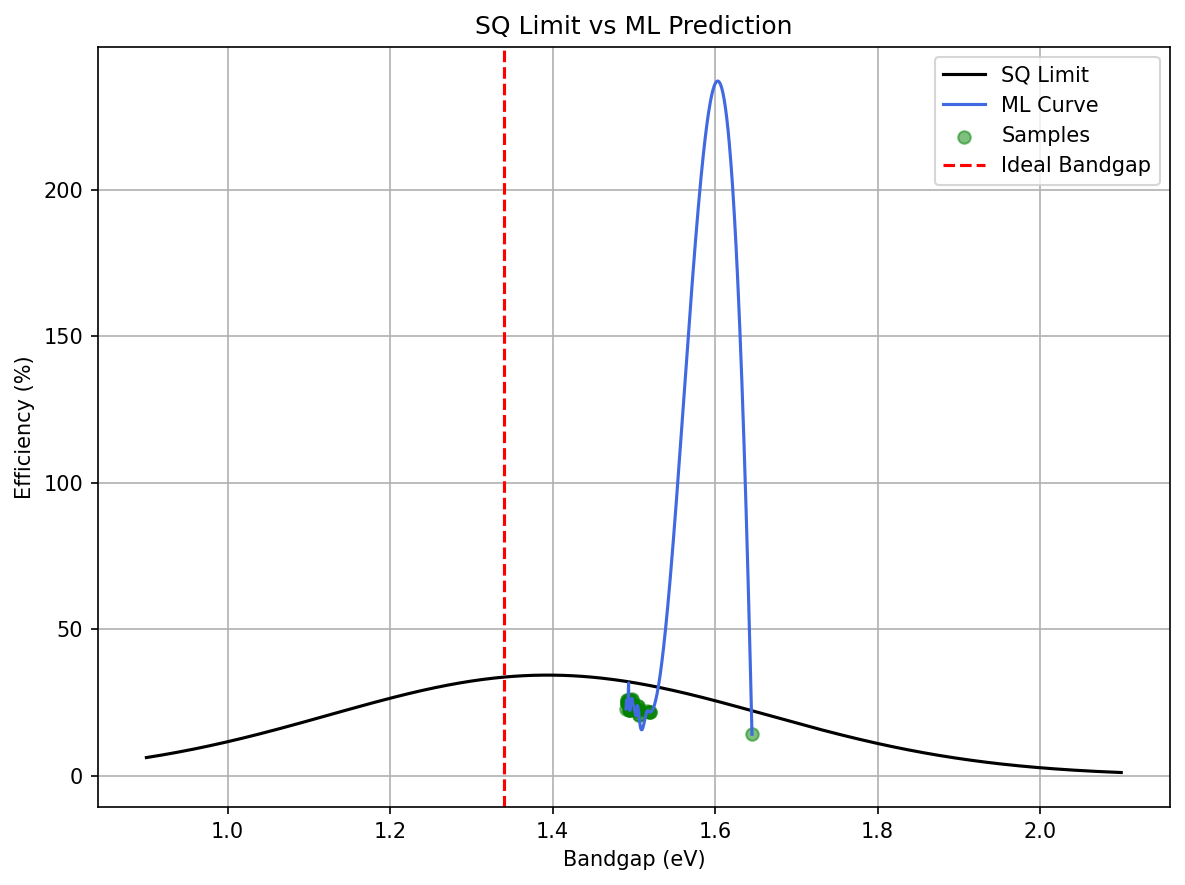 SQ Limit vs ML Prediction
SQ Limit
ML Curve
Samples
Ideal Bandgap
Efficiency (%)
200
150
100
50
0
1.0 1.2 1.4 1.6 1.8 2.0
Bandgap (eV)